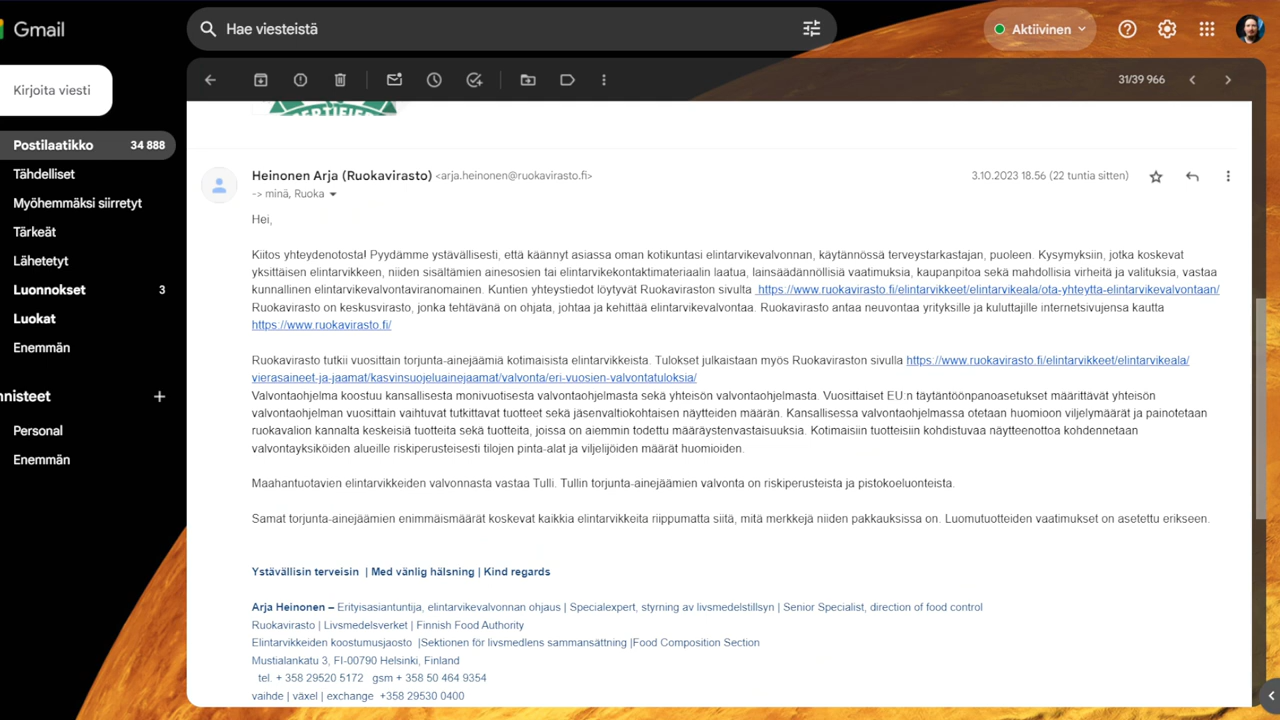 Gmail
Hae viesteistä
Aktiivinen
Kirjoita viesti
31/39 966
Postilaatikko 34 888
Tähdelliset
Myöhemmäksi siirretyt
Tärkeät
Lähetetyt
Luonnokset 3
Luokat
Enemmän
nnisteet
Personal
Enemmän
CERTIFIED
Heinonen Arja (Ruokavirasto) <arja.heinonen@ruokavirasto.fi>
3.10.2023 18.56 (22 tuntia sitten)
-> minä, Ruoka
Hei,
Kiitos yhteydenotosta! Pyydämme ystävällisesti, että käännyt asiassa oman kotikuntasi elintarvikevalvonnan, käytännössä terveystarkastajan, puoleen. Kysymyksiin, jotka koskevat
yksittäisen elintarvikkeen, niiden sisältämien ainesosien tai elintarvikekontaktimateriaalin laatua, lainsäädännöllisiä vaatimuksia, kaupanpitoa sekä mahdollisia virheitä ja valituksia, vastaa
kunnallinen elintarvikevalvontaviranomainen. Kuntien yhteystiedot löytyvät Ruokaviraston sivulta https://www.ruokavirasto.fi/elintarvikkeet/elintarvikeala/ota-yhteytta-elintarvikevalvontaan/
Ruokavirasto on keskusvirasto, jonka tehtävänä on ohjata, johtaa ja kehittää elintarvikevalvontaa. Ruokavirasto antaa neuvontaa yrityksille ja kuluttajille internetsivujensa kautta
https://www.ruokavirasto.fi/
Ruokavirasto tutkii vuosittain torjunta-ainejäämiä kotimaisista elintarvikkeista. Tulokset julkaistaan myös Ruokaviraston sivulla https://www.ruokavirasto.fi/elintarvikkeet/elintarvikeala/
vierasaineet-ja-jaamat/kasvinsuojeluainejaamat/valvonta/eri-vuosien-valvontatuloksia/
Valvontaohjelma koostuu kansallisesta monivuotisesta valvontaohjelmasta sekä yhteisön valvontaohjelmasta. Vuosittaiset EU:n täytäntöönpanoasetukset määrittävät yhteisön
valvontaohjelman vuosittain vaihtuvat tutkittavat tuotteet sekä jäsenvaltiokohtaisen näytteiden määrän. Kansallisessa valvontaohjelmassa otetaan huomioon viljelymäärät ja painotetaan
ruokavalion kannalta keskeisiä tuotteita sekä tuotteita, joissa on aiemmin todettu määräystenvastaisuuksia. Kotimaisiin tuotteisiin kohdistuvaa näytteenottoa kohdennetaan
valvontayksiköiden alueille riskiperusteisesti tilojen pinta-alat ja viljelijöiden määrät huomioiden.
Maahantuotavien elintarvikkeiden valvonnasta vastaa Tulli. Tullin torjunta-ainejäämien valvonta on riskiperusteista ja pistokoeluonteista.
Samat torjunta-ainejäämien enimmäismäärät koskevat kaikkia elintarvikkeita riippumatta siitä, mitä merkkejä niiden pakkauksissa on. Luomutuotteiden vaatimukset on asetettu erikseen.
Ystävällisin terveisin | Med vänlig hälsning | Kind regards
Arja Heinonen – Erityisasiantuntija, elintarvikevalvonnan ohjaus | Specialexpert, styrning av livsmedelstillsyn | Senior Specialist, direction of food control
Ruokavirasto | Livsmedelsverket | Finnish Food Authority
Elintarvikkeiden koostumusjaosto |Sektionen för livsmedlens sammansättning |Food Composition Section
Mustialankatu 3, FI-00790 Helsinki, Finland
tel. + 358 29520 5172 gsm + 358 50 464 9354
vaihde | växel | exchange +358 29530 0400